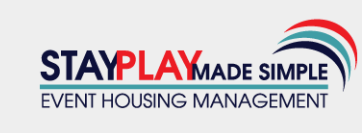 STAYPLAYMADE SIMPLE
EVENT HOUSING MANAGEMENT